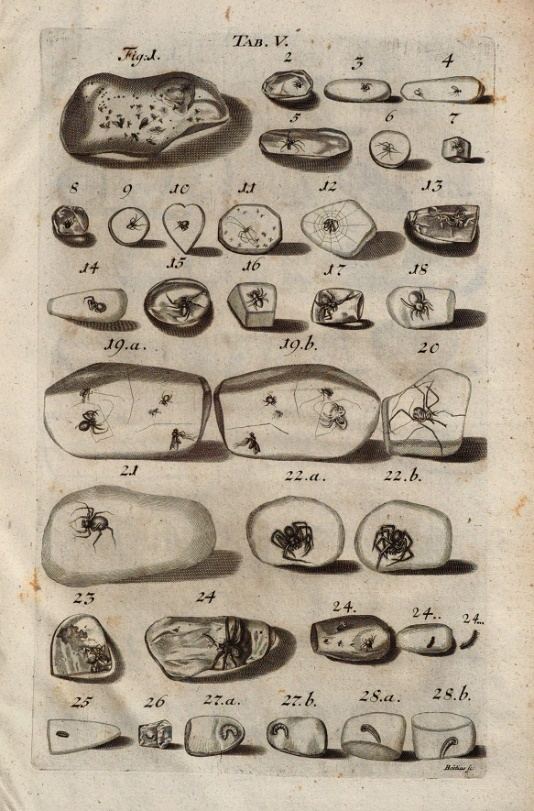 TAB. V.
Fig: 1. 2 3 4
5 6 7
8 9 10 11 12 13
14 15 16 17 18
19.a. 19.b. 20
21 22.a. 22.b.
23 24 24. 24.. 24...
25 26 27.a. 27.b. 28.a. 28.b.